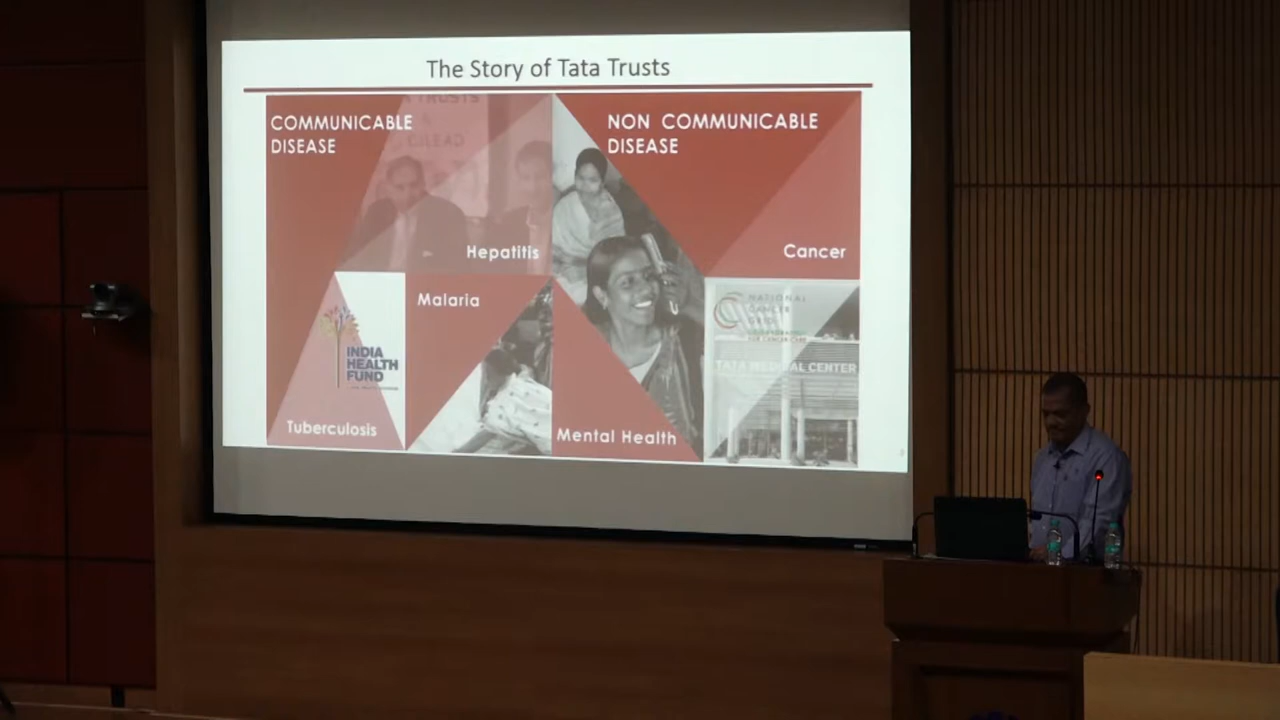 The Story of Tata Trusts
COMMUNICABLE
DISEASE
Hepatitis
Malaria
INDIA
HEALTH
FUND
Tuberculosis
NON COMMUNICABLE
DISEASE
Cancer
NATIONAL
CANCER
GRID
TATA MEDICAL CENTER
Mental Health